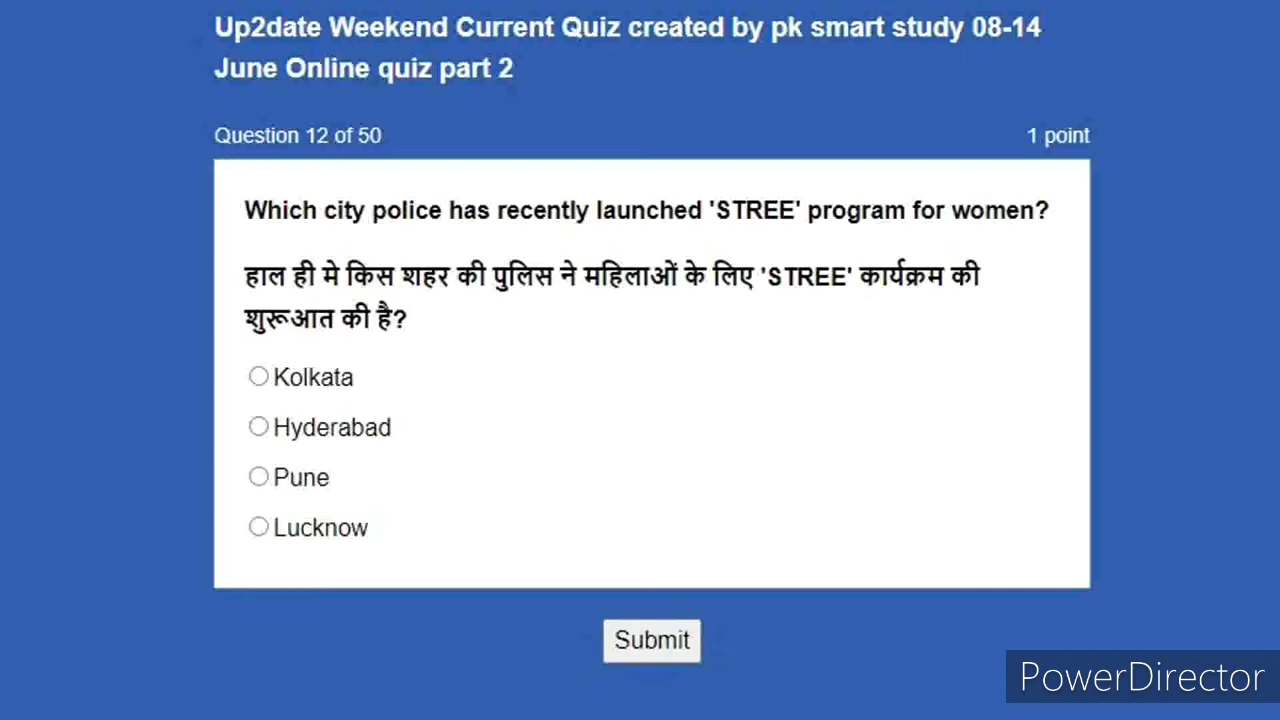 Up2date Weekend Current Quiz created by pk smart study 08-14
June Online quiz part 2
Question 12 of 50
1 point
Which city police has recently launched 'STREE' program for women?
हाल ही मे किस शहर की पुलिस ने महिलाओं के लिए 'STREE' कार्यक्रम की
शुरूआत की है?
Kolkata
Hyderabad
Pune
Lucknow
Submit
PowerDirector